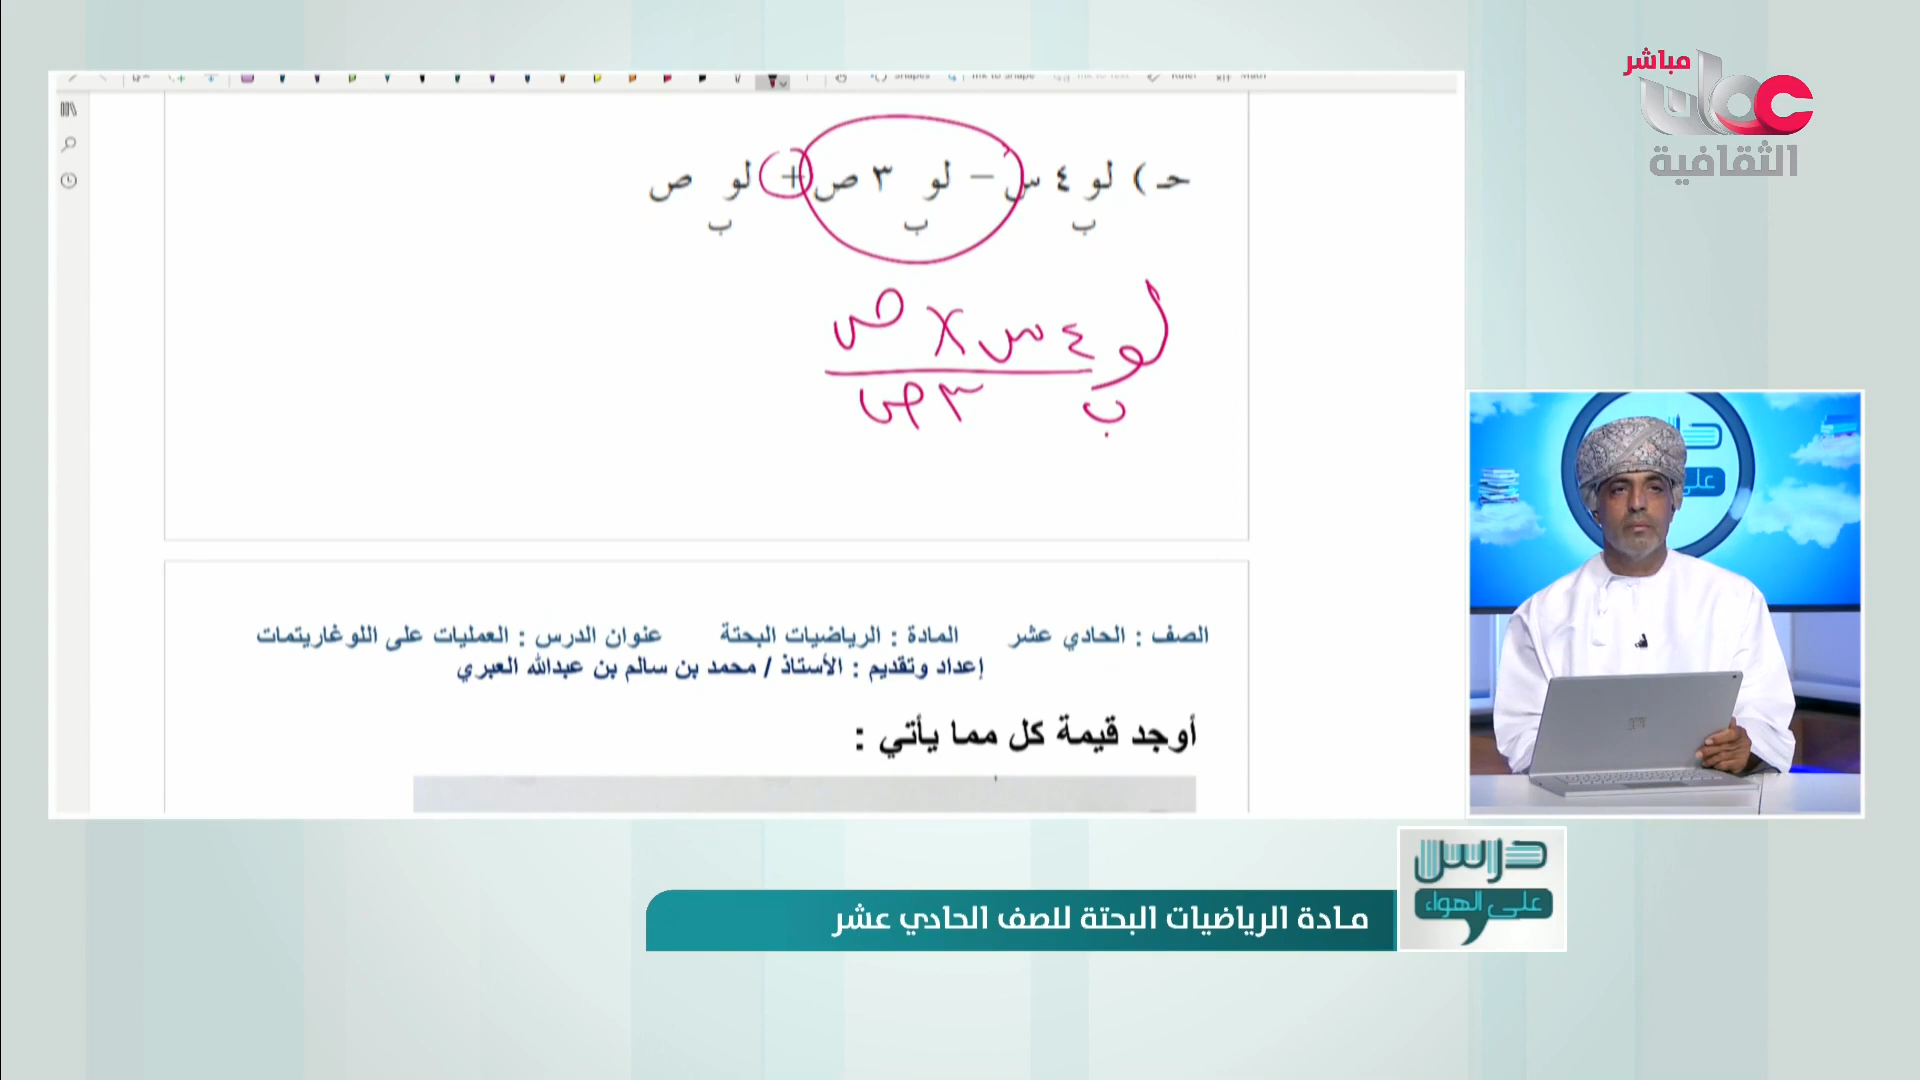 مباشر
عمان
الثقافية
حـ ) لو ٤ س − لو ٣ ص + لو ص
ب ب ب
لو ٤ س × ص
ب ٣ ص
الصف : الحادي عشر المادة : الرياضيات البحتة عنوان الدرس : العمليات على اللوغاريتمات
إعداد وتقديم : الأستاذ / محمد بن سالم بن عبدالله العبري
أوجد قيمة كل مما يأتي :
درس
على الهواء
مادة الرياضيات البحتة للصف الحادي عشر